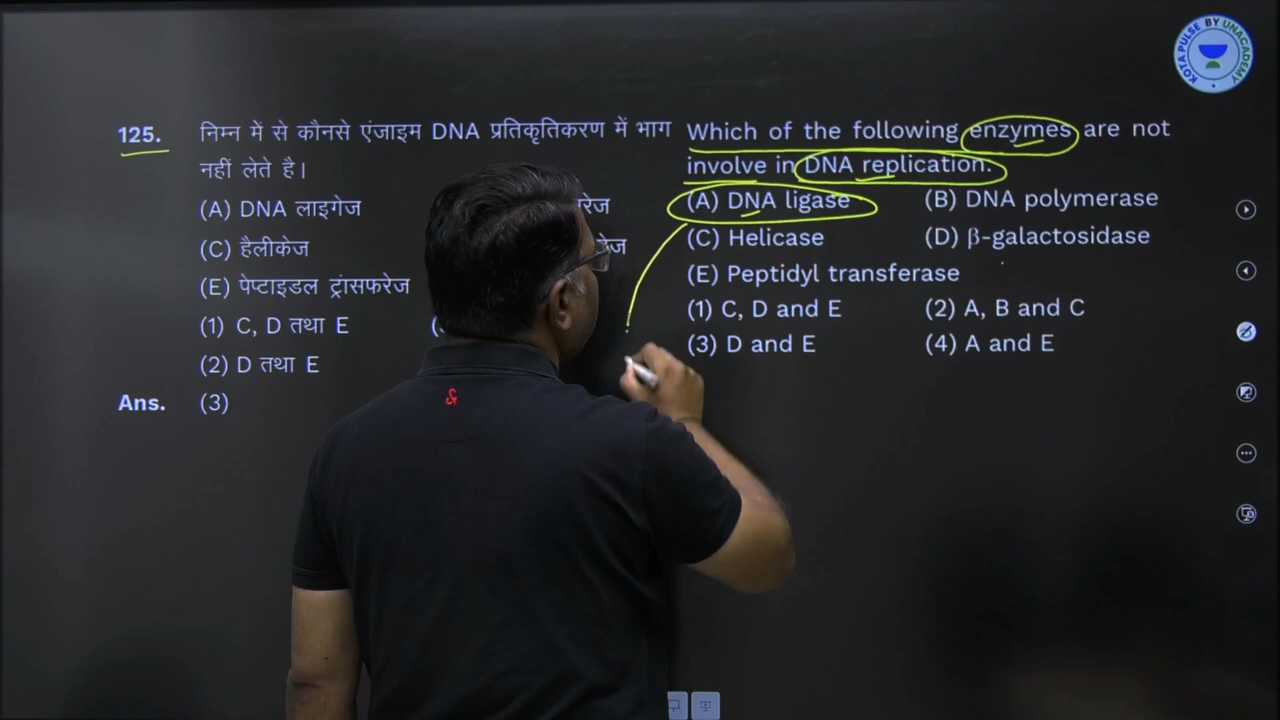 125.
निम्न में से कौनसे एंजाइम DNA प्रतिकृतिकरण में भाग
नहीं लेते है।
(A) DNA लाइगेज
(C) हैलीकेज
(E) पेप्टाइडल ट्रांसफरेज
(1) C, D तथा E
(2) D तथा E
Ans. (3)
Which of the following enzymes are not
involve in DNA replication.
(A) DNA ligase (B) DNA polymerase
(C) Helicase (D) β-galactosidase
(E) Peptidyl transferase
(1) C, D and E (2) A, B and C
(3) D and E (4) A and E
KOTA PULSE BY UNACADEMY